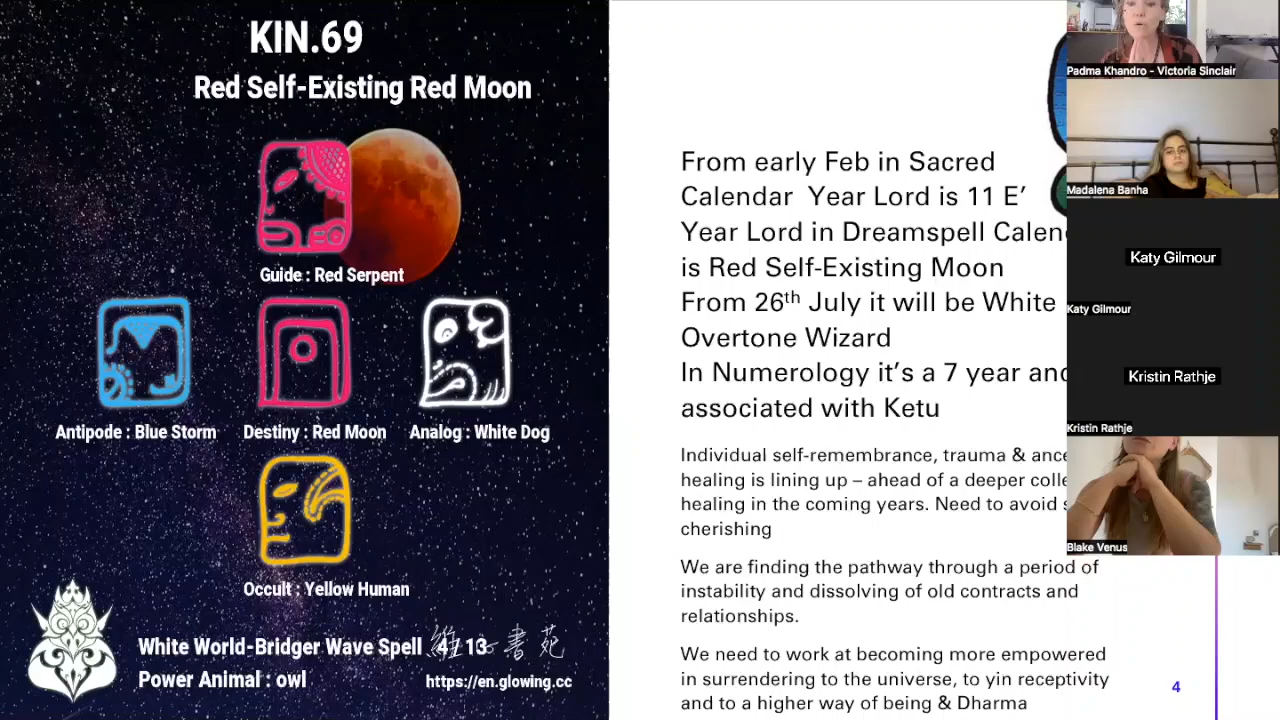 KIN.69
Red Self-Existing Red Moon
Guide : Red Serpent
Antipode : Blue Storm
Destiny : Red Moon
Analog : White Dog
Occult : Yellow Human
White World-Bridger Wave Spell 4 / 13
Power Animal : owl
https://en.glowing.cc
From early Feb in Sacred
Calendar Year Lord is 11 E’
Year Lord in Dreamspell Calen
is Red Self-Existing Moon
From 26th July it will be White
Overtone Wizard
In Numerology it’s a 7 year and
associated with Ketu
Individual self-remembrance, trauma & ance
healing is lining up – ahead of a deeper colle
healing in the coming years. Need to avoid s
cherishing
We are finding the pathway through a period of
instability and dissolving of old contracts and
relationships.
We need to work at becoming more empowered
in surrendering to the universe, to yin receptivity
and to a higher way of being & Dharma
4
Padma Khandro - Victoria Sinclair
Madalena Banha
Katy Gilmour
Katy Gilmour
Kristin Rathje
Kristin Rathje
Blake Venus